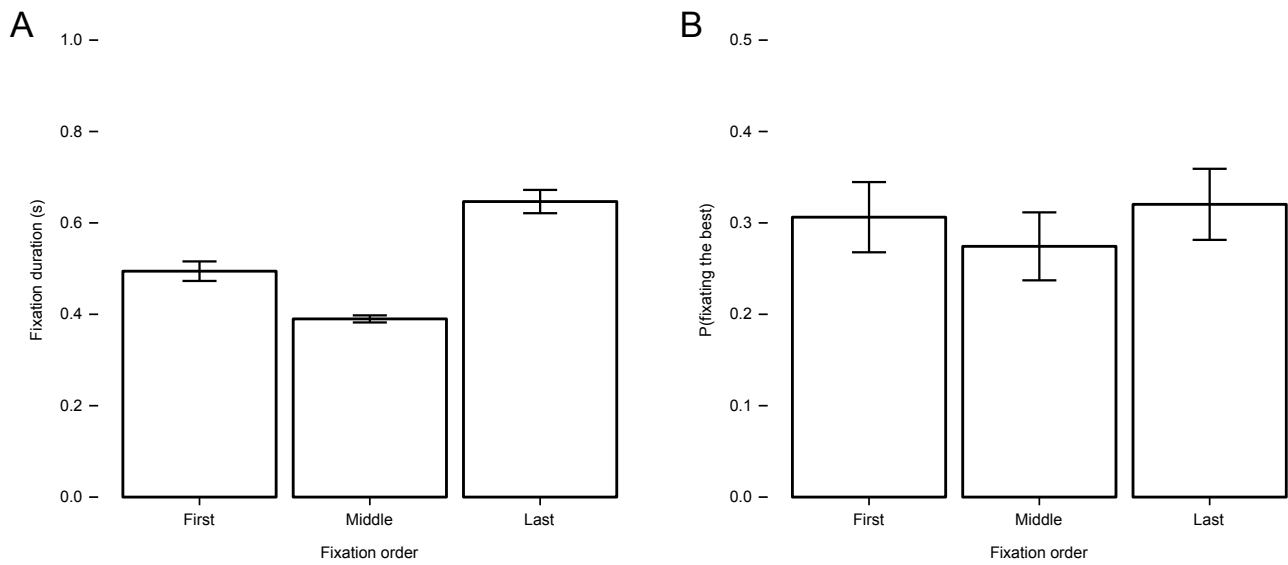 A
1.0
0.8
0.6
0.4
0.2
0.0
Fixation duration (s)
First Middle Last
Fixation order
B
0.5
0.4
0.3
0.2
0.1
0.0
P(fixating the best)
First Middle Last
Fixation order